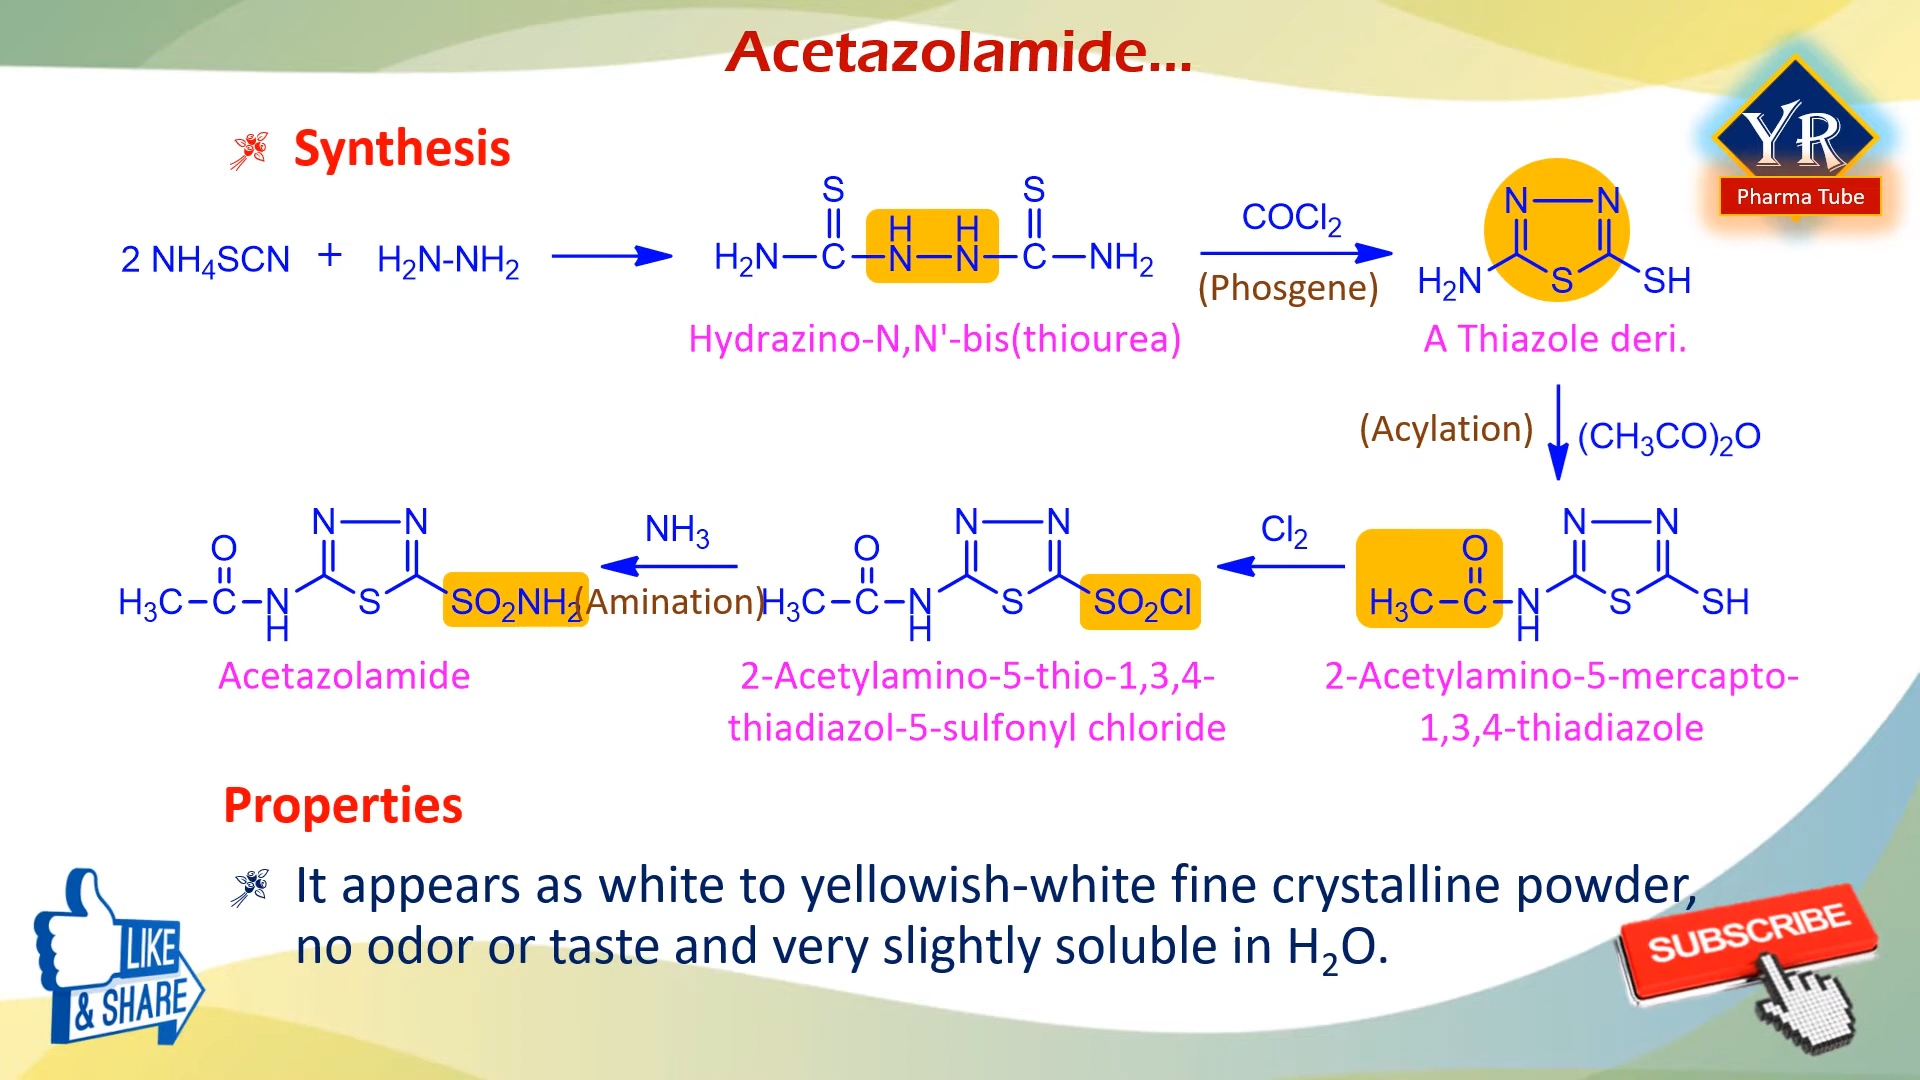 Acetazolamide...
YR
Pharma Tube
Synthesis
2 NH4SCN + H2N-NH2
S S
H H
H2N-C-N-N-C-NH2
COCl2
(Phosgene)
N N
H2N S SH
Hydrazino-N,N'-bis(thiourea)
A Thiazole deri.
(Acylation) (CH3CO)2O
N N
O
H3C-C-N S SO2NH2
H
NH3
(Amination)
N N
O
H3C-C-N S SO2Cl
H
Cl2
N N
O
H3C-C-N S SH
H
Acetazolamide
2-Acetylamino-5-thio-1,3,4-
thiadiazol-5-sulfonyl chloride
2-Acetylamino-5-mercapto-
1,3,4-thiadiazole
Properties
It appears as white to yellowish-white fine crystalline powder,
no odor or taste and very slightly soluble in H2O.
LIKE
& SHARE
SUBSCRIBE